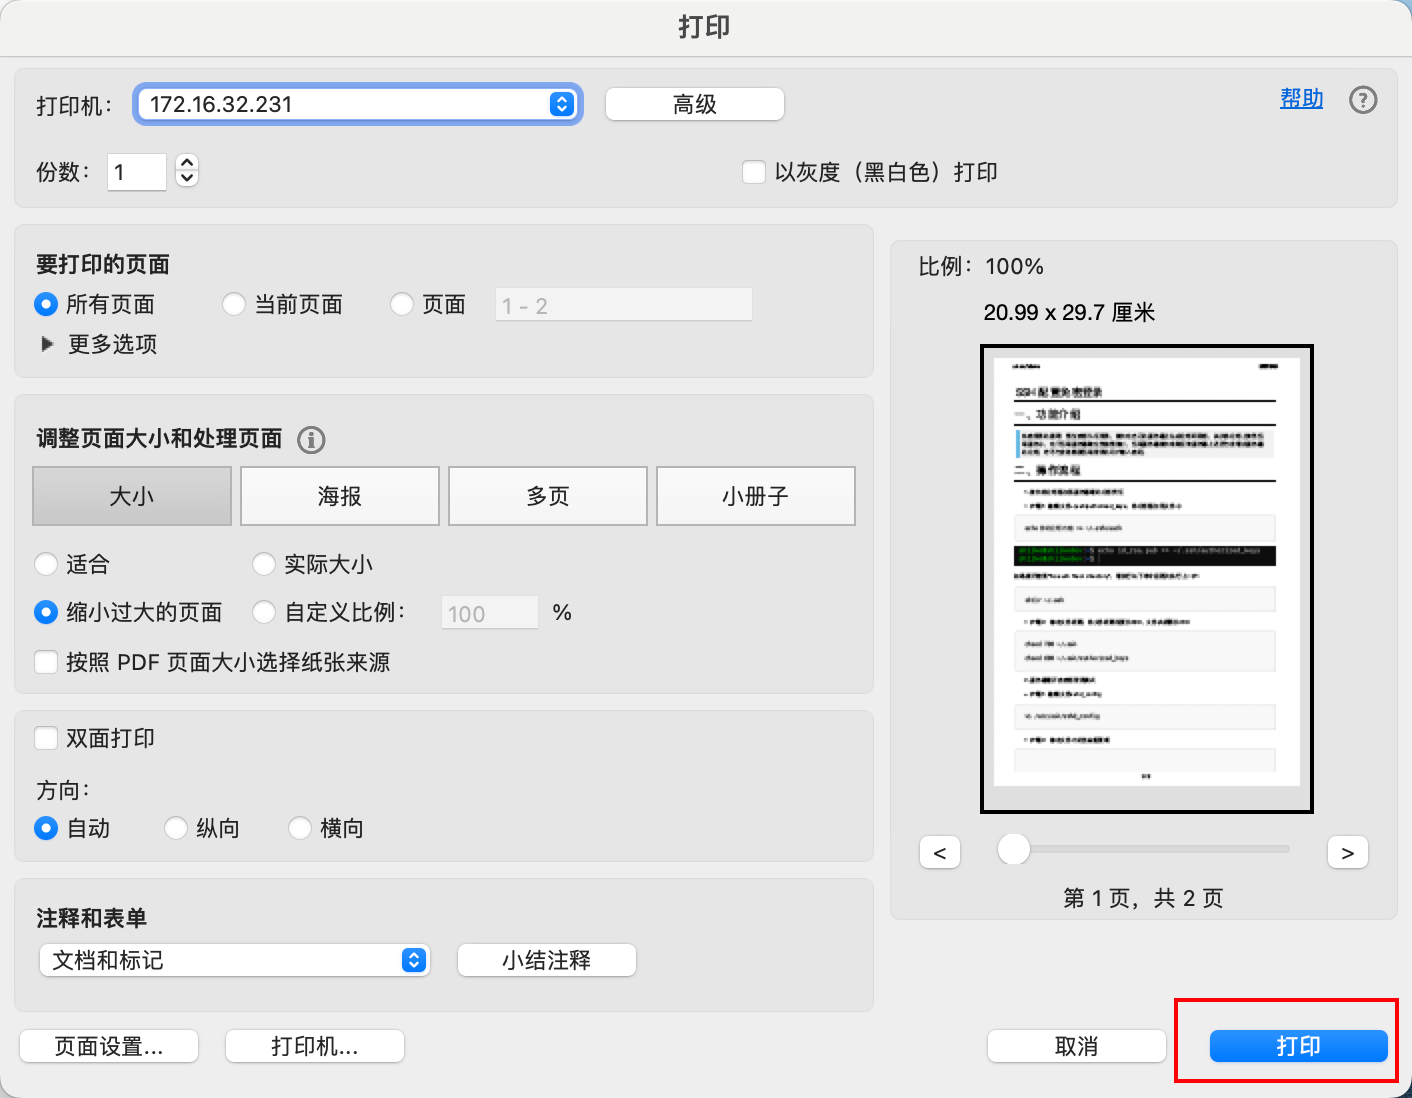 打印
打印机： 172.16.32.231 高级 帮助 ?
份数： 1 以灰度（黑白色）打印
要打印的页面
所有页面 当前页面 页面 1 - 2
更多选项
调整页面大小和处理页面
大小 海报 多页 小册子
适合 实际大小
缩小过大的页面 自定义比例： 100 %
按照 PDF 页面大小选择纸张来源
双面打印
方向：
自动 纵向 横向
注释和表单
文档和标记 小结注释
页面设置... 打印机...
比例： 100%
20.99 x 29.7 厘米
SSH 配置免密登录
一、功能介绍
二、操作流程
< >
第 1 页，共 2 页
取消 打印